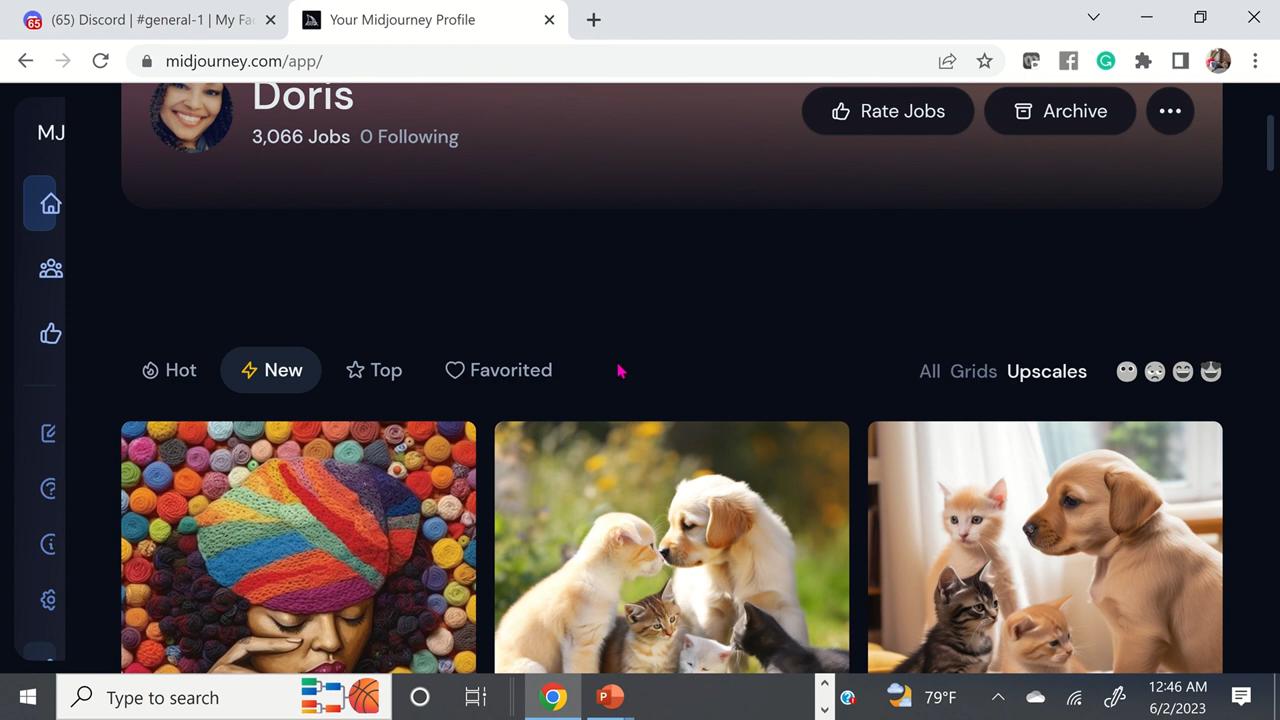 65
(65) Discord | #general-1 | My Fa
Your Midjourney Profile
midjourney.com/app/
MJ
Doris
3,066 Jobs 0 Following
Rate Jobs
Archive
Hot
New
Top
Favorited
All Grids Upscales
Type to search
79°F
12:46 AM
6/2/2023